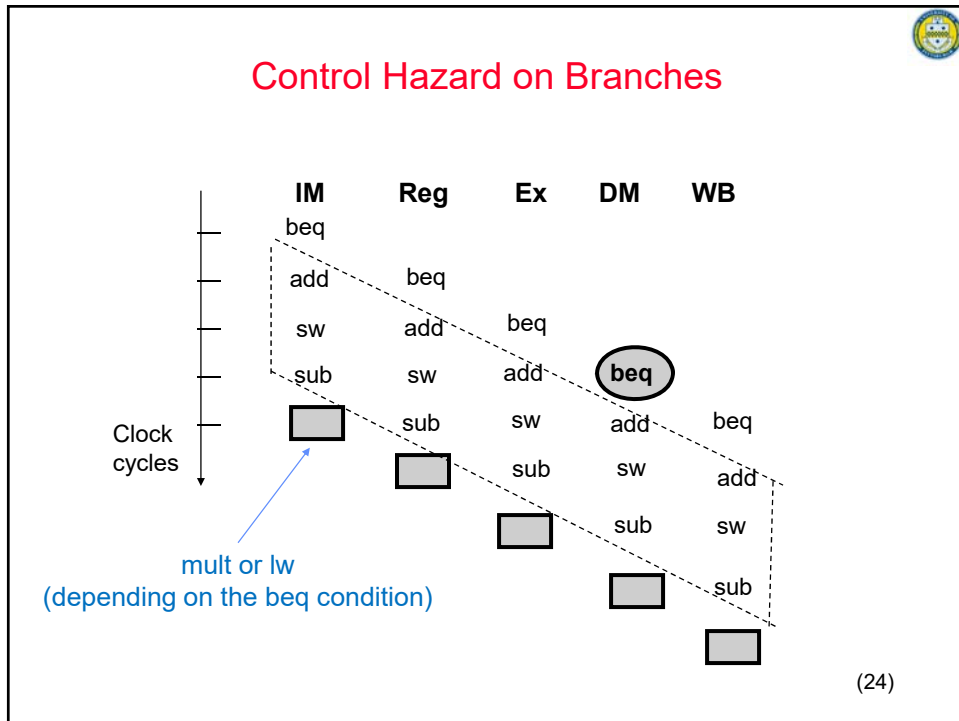 Control Hazard on Branches
IM Reg Ex DM WB
beq
add beq
sw add beq
sub sw add beq
sub sw add beq
Clock
cycles
sub sw add
sub sw
mult or lw
(depending on the beq condition)
sub
(24)